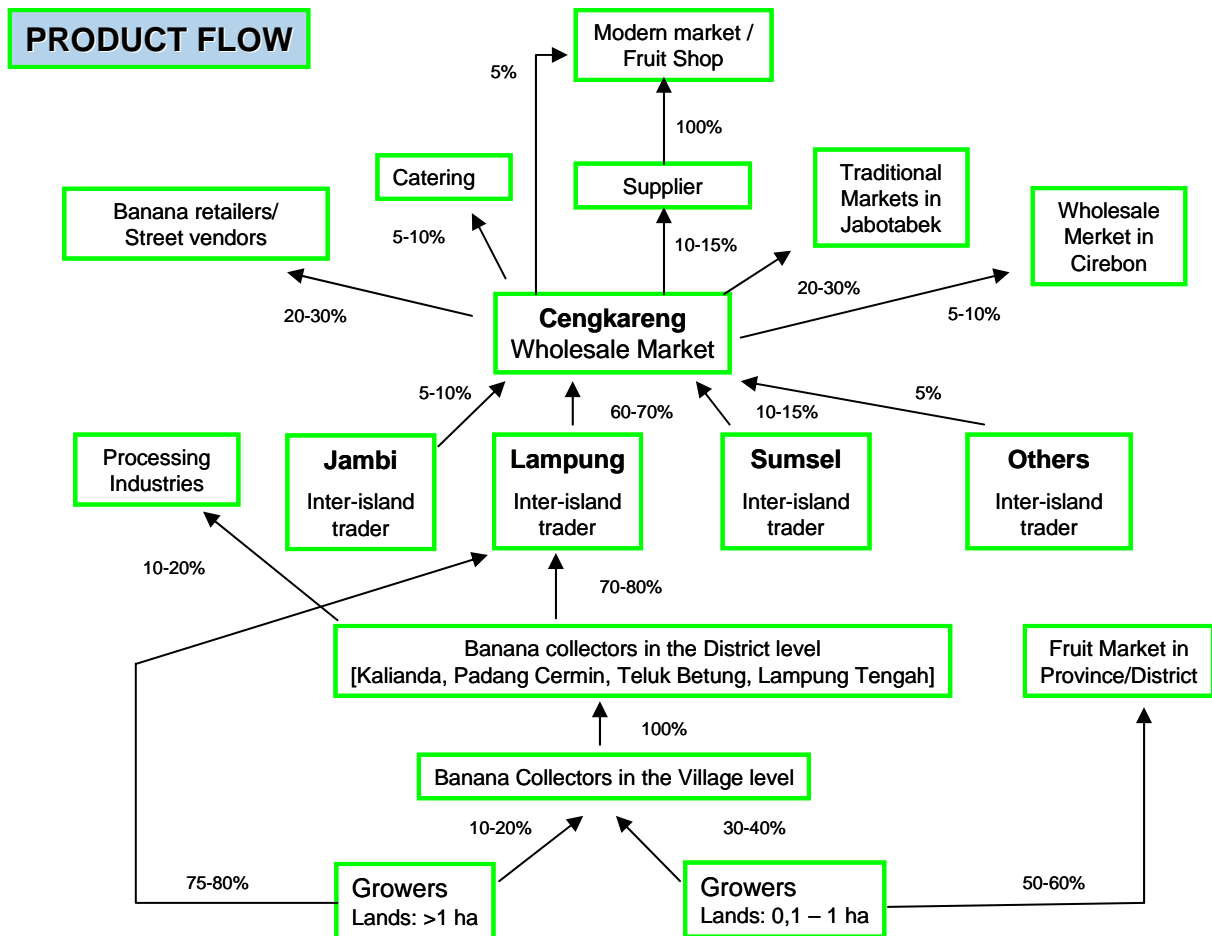 PRODUCT FLOW
Modern market /
Fruit Shop
5%
100%
Catering
Supplier
Traditional
Markets in
Jabotabek
Banana retailers/
Street vendors
Wholesale
Merket in
Cirebon
5-10%
10-15%
20-30%
20-30%
5-10%
Cengkareng
Wholesale Market
5-10%
60-70%
10-15%
5%
Processing
Industries
Jambi
Inter-island
trader
Lampung
Inter-island
trader
Sumsel
Inter-island
trader
Others
Inter-island
trader
10-20%
70-80%
Banana collectors in the District level
[Kalianda, Padang Cermin, Teluk Betung, Lampung Tengah]
Fruit Market in
Province/District
100%
Banana Collectors in the Village level
10-20%
30-40%
75-80%
Growers
Lands: >1 ha
Growers
Lands: 0,1 – 1 ha
50-60%